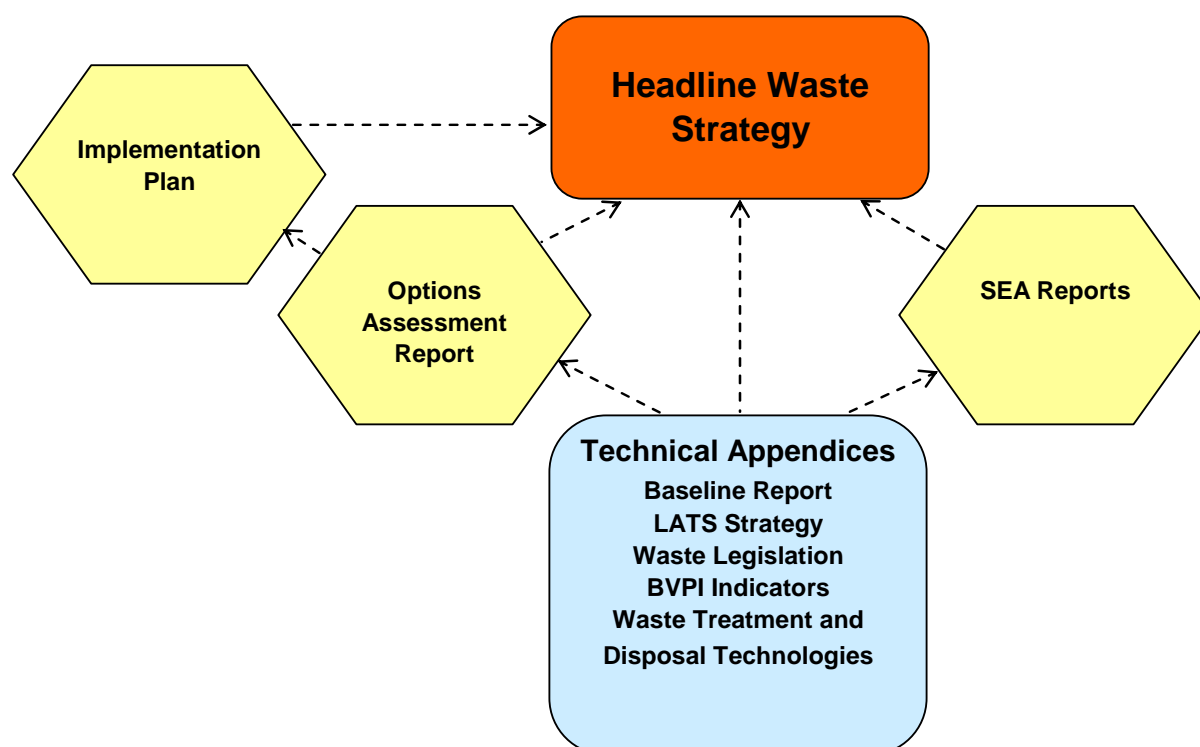 Headline Waste
Strategy
Implementation
Plan
Options
Assessment
Report
SEA Reports
Technical Appendices
Baseline Report
LATS Strategy
Waste Legislation
BVPI Indicators
Waste Treatment and
Disposal Technologies